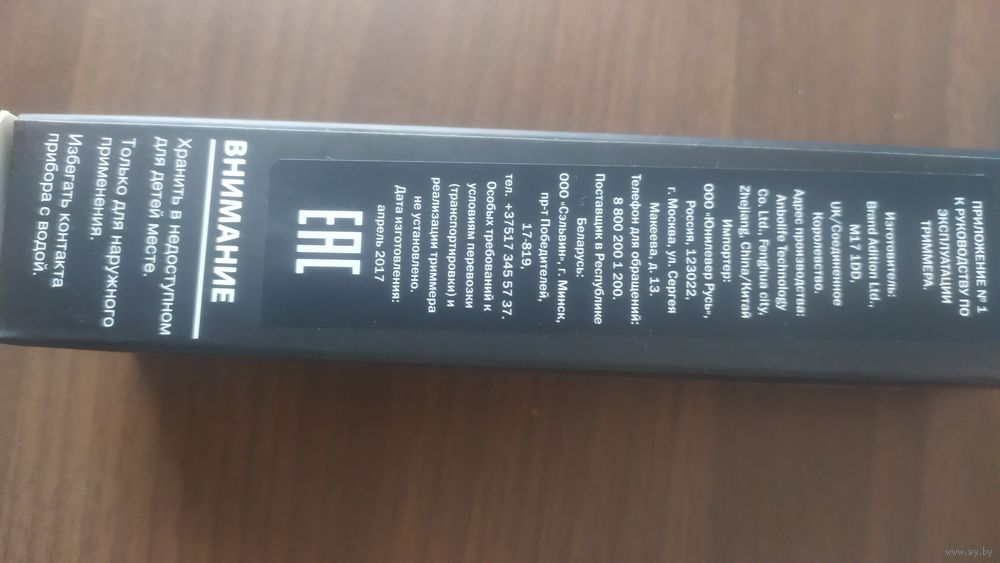 ПРИЛОЖЕНИЕ № 1
К РУКОВОДСТВУ ПО
ЭКСПЛУАТАЦИИ
ТРИММЕРА
Изготовитель:
Brand Addition Ltd.,
M17 1DD,
UK/Соединенное
Королевство.
Адрес производства:
Anbolife Technology
Co. Ltd., Fenghua city,
Zhejiang, China/Китай
Импортер:
ООО «Юнилевер Русь»,
Россия, 123022,
г. Москва, ул. Сергея
Макеева, д. 13.
Телефон для обращений:
8 800 200 1 200.
Поставщик в Республике
Беларусь:
ООО «Сэльвин», г. Минск,
пр-т Победителей,
17-819,
тел. +37517 345 57 37.
Особых требований к
условиям перевозки
(транспортировки) и
реализации триммера
не установлено.
Дата изготовления:
апрель 2017
EAC
ВНИМАНИЕ
Хранить в недоступном
для детей месте.
Только для наружного
применения.
Избегать контакта
прибора с водой.
www.ay.by